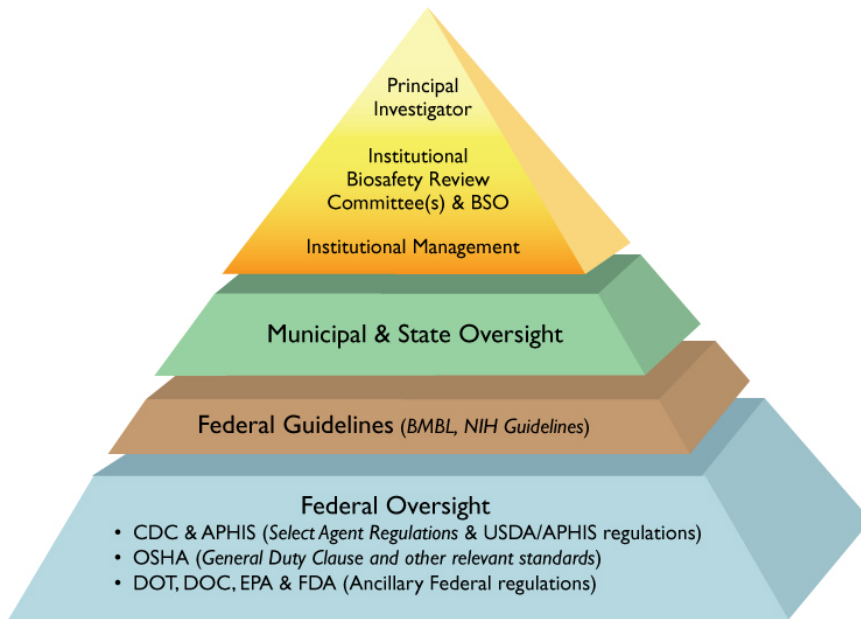 Principal
Investigator
Institutional
Biosafety Review
Committee(s) & BSO
Institutional Management
Municipal & State Oversight
Federal Guidelines (BMBL, NIH Guidelines)
Federal Oversight
• CDC & APHIS (Select Agent Regulations & USDA/APHIS regulations)
• OSHA (General Duty Clause and other relevant standards)
• DOT, DOC, EPA & FDA (Ancillary Federal regulations)